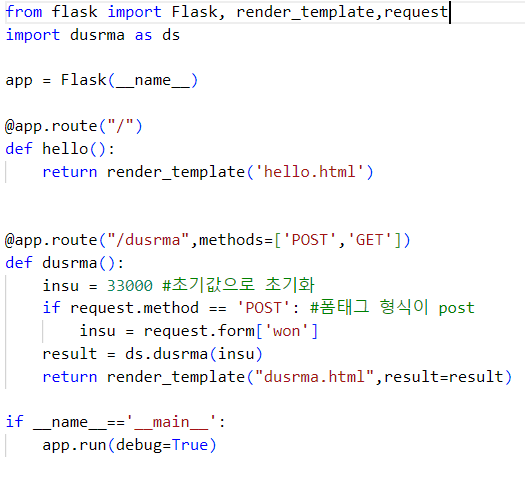 from flask import Flask, render_template,request
import dusrma as ds
app = Flask(__name__)
@app.route("/")
def hello():
    return render_template('hello.html')
@app.route("/dusrma",methods=['POST','GET'])
def dusrma():
    insu = 33000 #초기값으로 초기화
    if request.method == 'POST': #폼태그 형식이 post
        insu = request.form['won']
    result = ds.dusrma(insu)
    return render_template("dusrma.html",result=result)
if __name__=='__main__':
    app.run(debug=True)